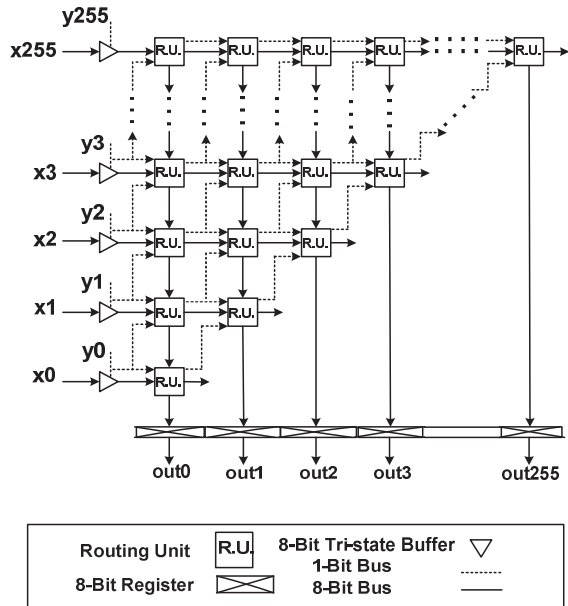 y255
x255 R.U. R.U. R.U. R.U. R.U.
y3
x3 R.U. R.U. R.U. R.U.
y2
x2 R.U. R.U. R.U.
y1
x1 R.U. R.U.
y0
x0 R.U.
out0 out1 out2 out3 out255
Routing Unit R.U. 8-Bit Tri-state Buffer
1-Bit Bus
8-Bit Register 8-Bit Bus